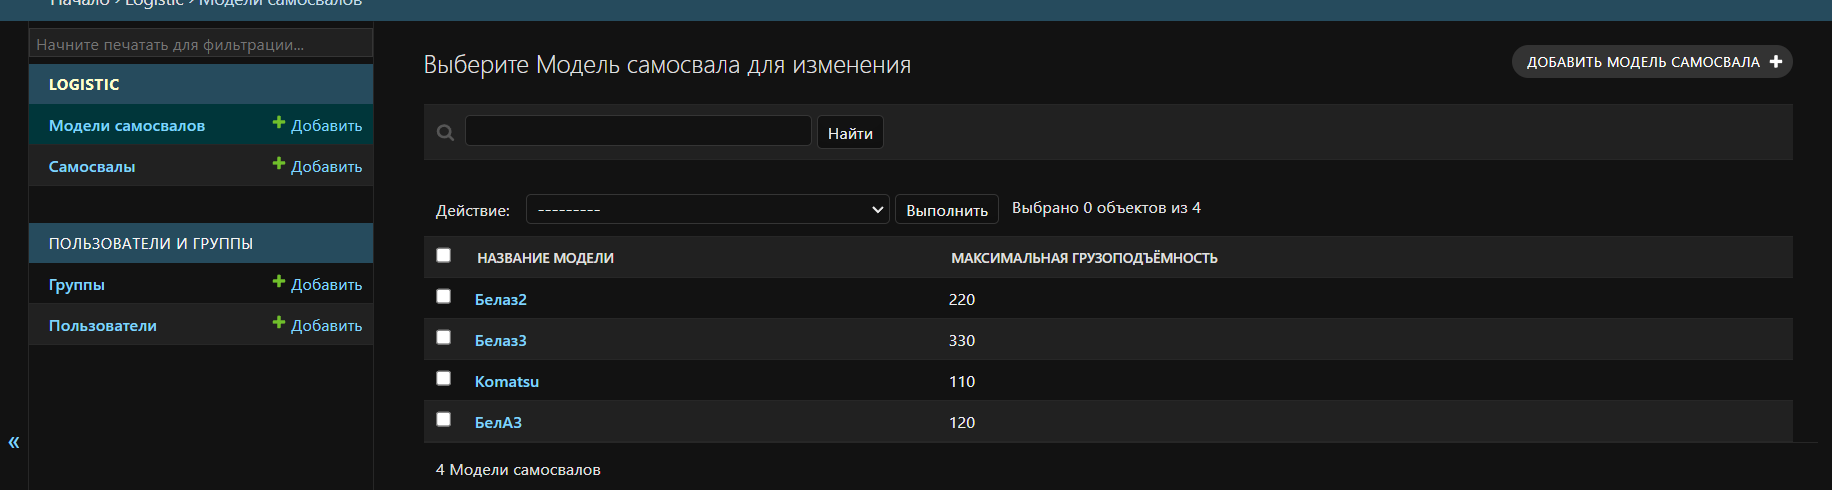 Начало › Logistic › Модели самосвалов
Начните печатать для фильтрации...
LOGISTIC
Модели самосвалов + Добавить
Самосвалы + Добавить
ПОЛЬЗОВАТЕЛИ И ГРУППЫ
Группы + Добавить
Пользователи + Добавить
«
Выберите Модель самосвала для изменения
ДОБАВИТЬ МОДЕЛЬ САМОСВАЛА +
Найти
Действие: --------- Выполнить Выбрано 0 объектов из 4
НАЗВАНИЕ МОДЕЛИ МАКСИМАЛЬНАЯ ГРУЗОПОДЪЁМНОСТЬ
Белаз2 220
Белаз3 330
Komatsu 110
БелАЗ 120
4 Модели самосвалов